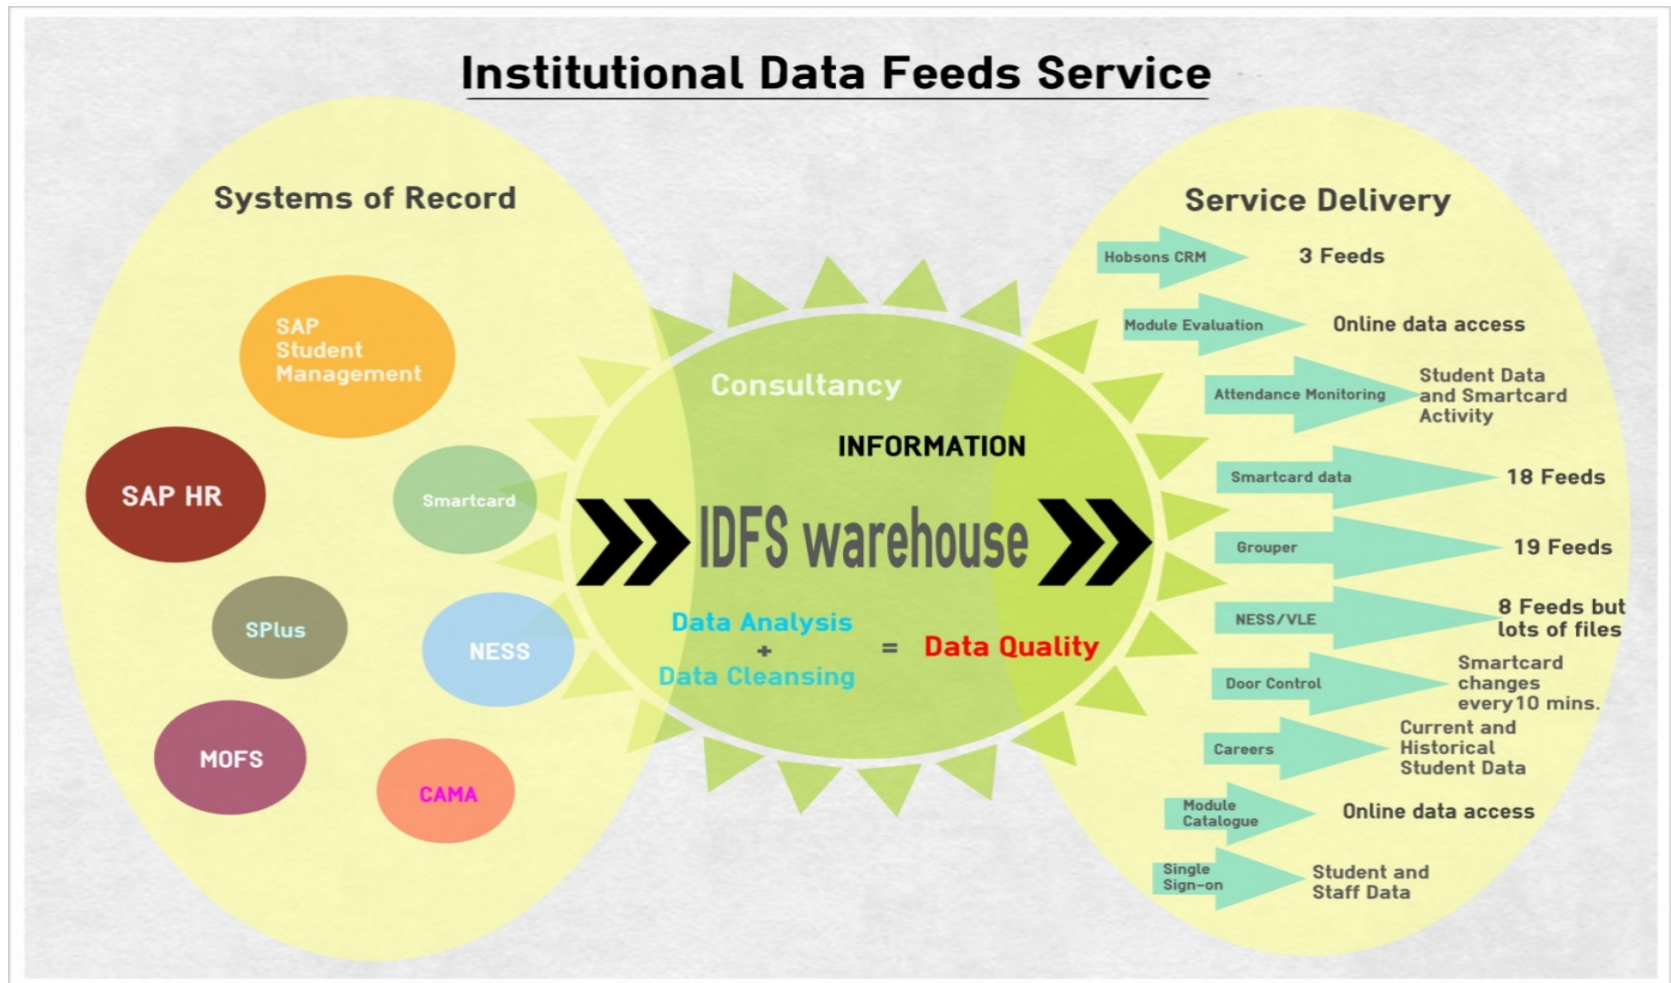 Institutional Data Feeds Service
Systems of Record
SAP
Student
Management
SAP HR
Smartcard
SPlus
NESS
MOFS
CAMA
Consultancy
INFORMATION
IDFS warehouse
Data Analysis
+
Data Cleansing
= Data Quality
Service Delivery
Hobsons CRM
3 Feeds
Module Evaluation
Online data access
Attendance Monitoring
Student Data
and Smartcard
Activity
Smartcard data
18 Feeds
Grouper
19 Feeds
NESS/VLE
8 Feeds but
lots of files
Door Control
Smartcard
changes
every10 mins.
Careers
Current and
Historical
Student Data
Module
Catalogue
Online data access
Single
Sign-on
Student and
Staff Data